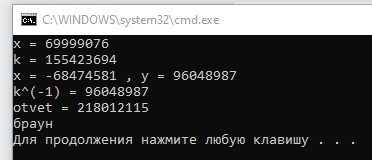 C:\WINDOWS\system32\cmd.exe
x = 69999076
k = 155423694
x = -68474581 , y = 96048987
k^(-1) = 96048987
otvet = 218012115
браун
Для продолжения нажмите любую клавишу . . .